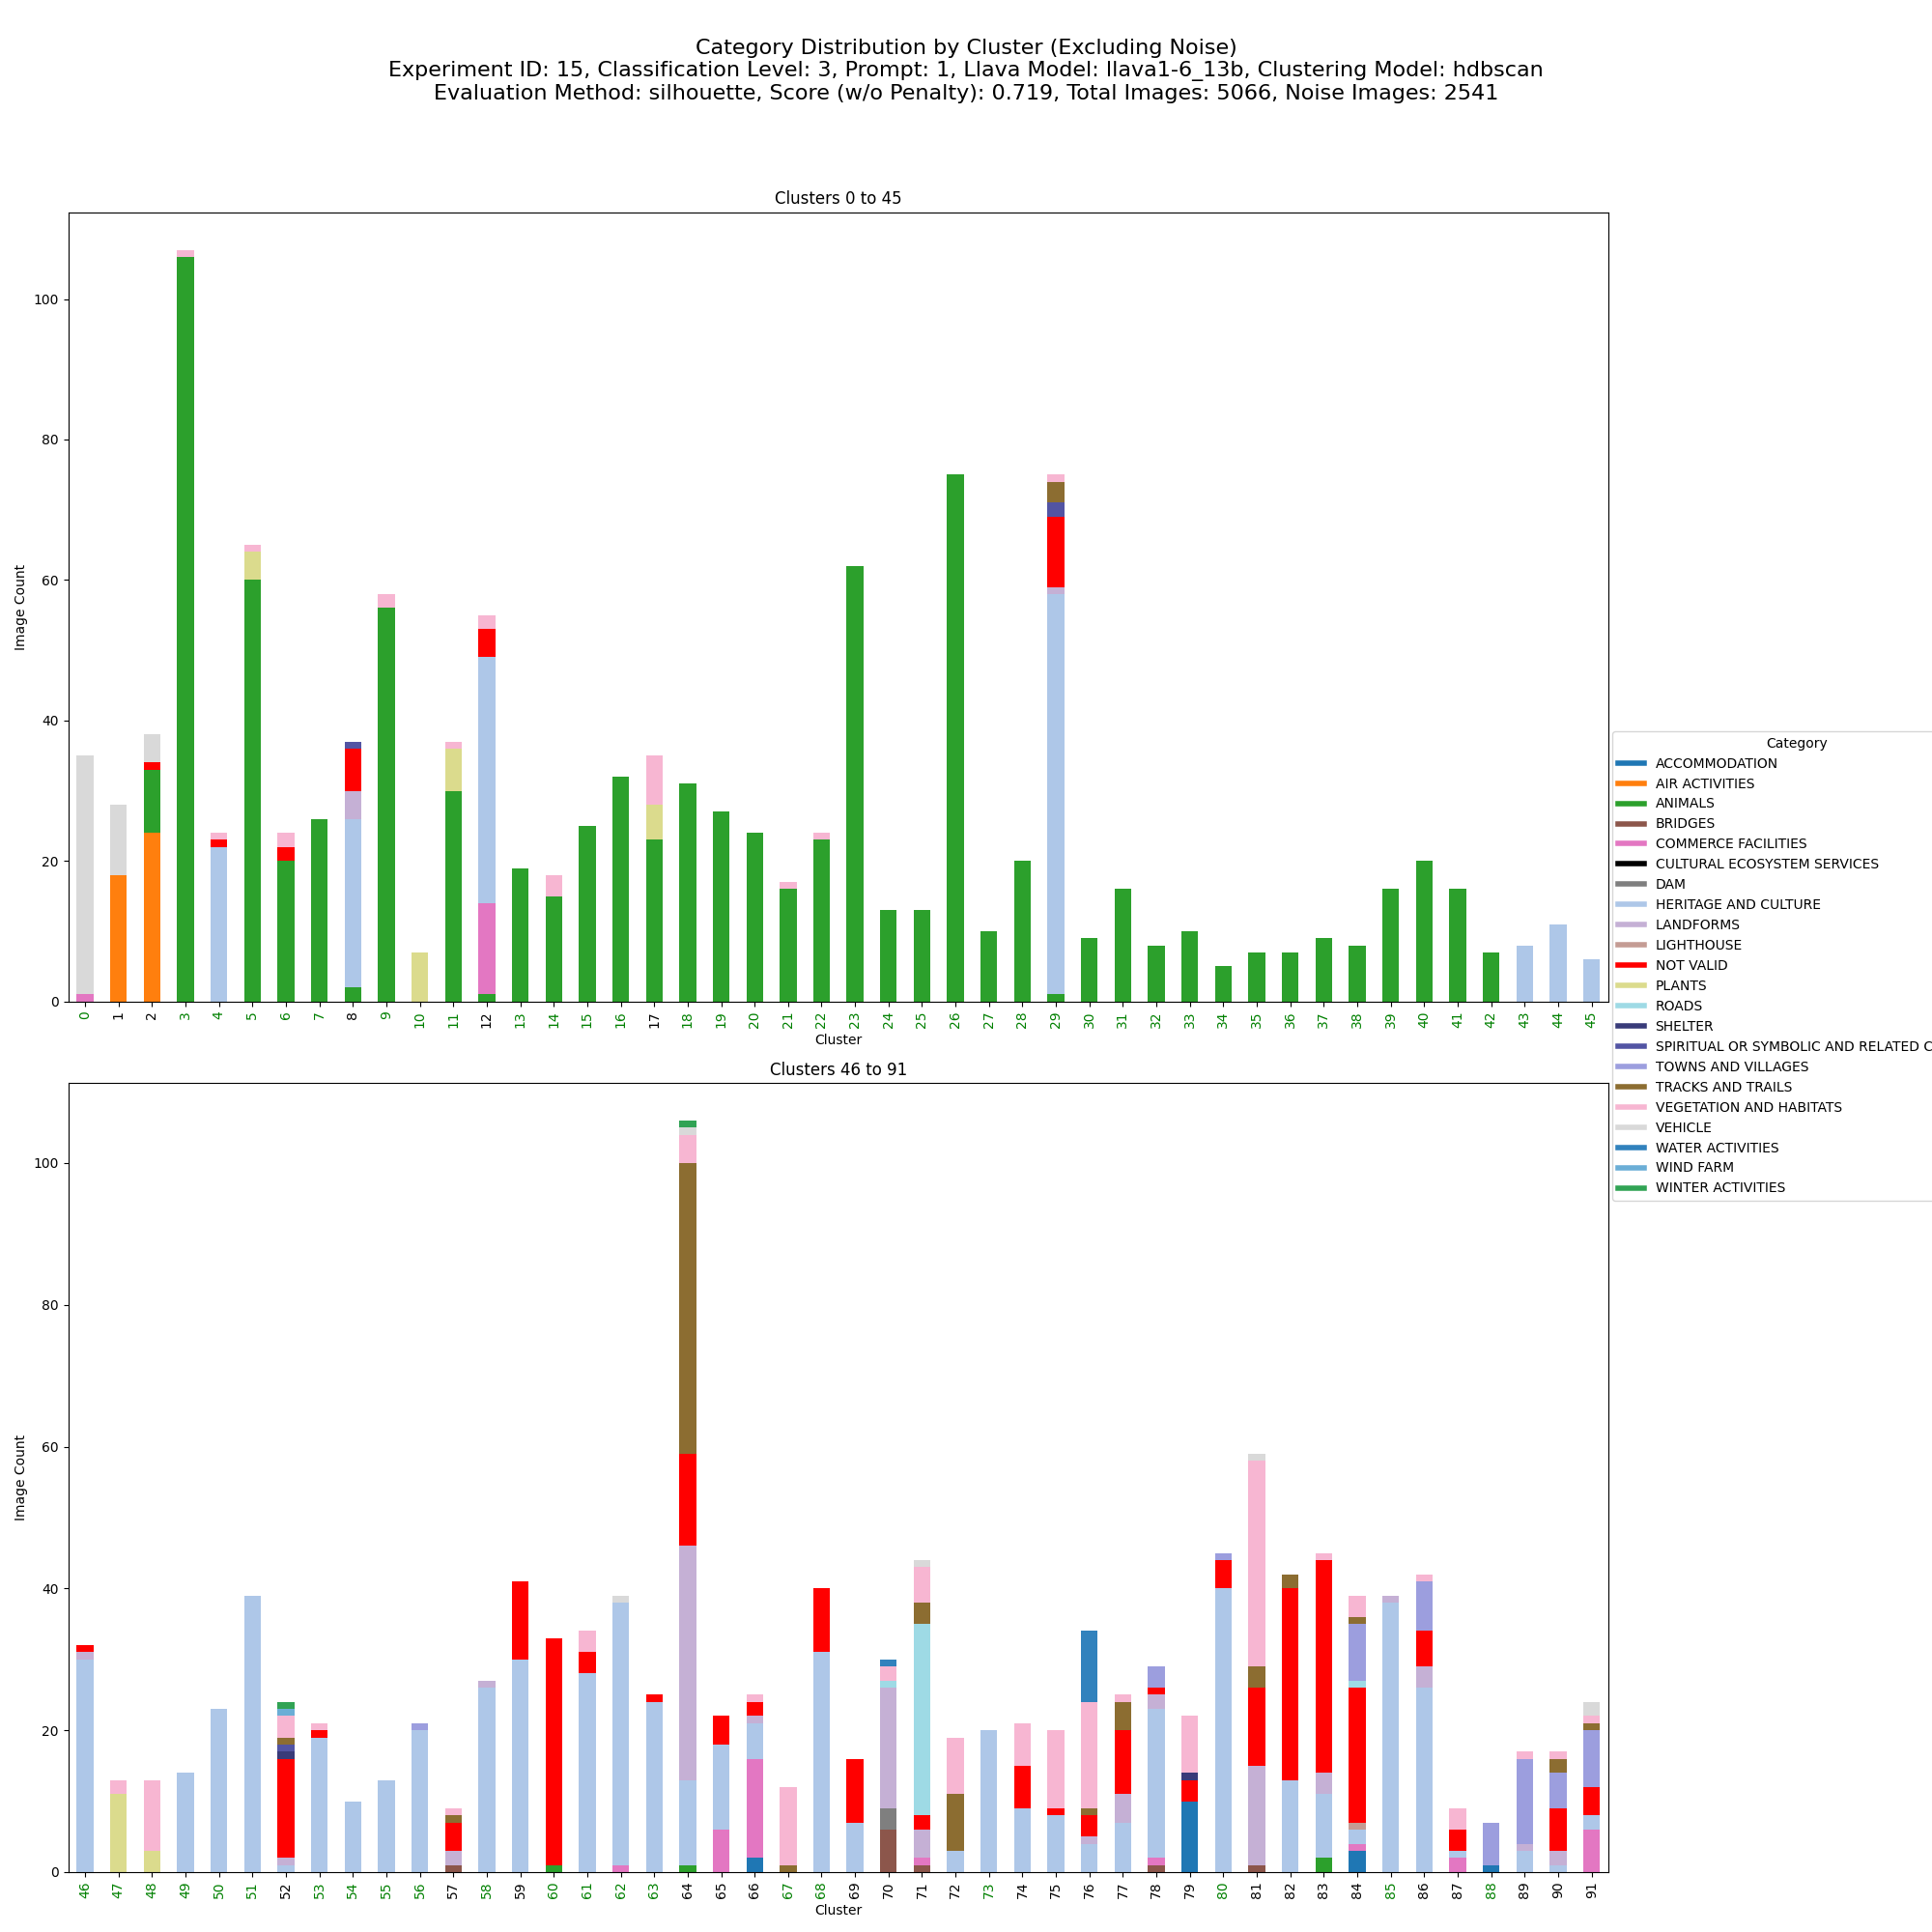 Category Distribution by Cluster (Excluding Noise)
Experiment ID: 15, Classification Level: 3, Prompt: 1, Llava Model: llava1-6_13b, Clustering Model: hdbscan
Evaluation Method: silhouette, Score (w/o Penalty): 0.719, Total Images: 5066, Noise Images: 2541
Clusters 0 to 45
Image Count
100
80
60
40
20
0
0 1 2 3 4 5 6 7 8 9 10 11 12 13 14 15 16 17 18 19 20 21 22 23 24 25 26 27 28 29 30 31 32 33 34 35 36 37 38 39 40 41 42 43 44 45
Cluster
Category
ACCOMMODATION
AIR ACTIVITIES
ANIMALS
BRIDGES
COMMERCE FACILITIES
CULTURAL ECOSYSTEM SERVICES
DAM
HERITAGE AND CULTURE
LANDFORMS
LIGHTHOUSE
NOT VALID
PLANTS
ROADS
SHELTER
SPIRITUAL OR SYMBOLIC AND RELATED C
TOWNS AND VILLAGES
TRACKS AND TRAILS
VEGETATION AND HABITATS
VEHICLE
WATER ACTIVITIES
WIND FARM
WINTER ACTIVITIES
Clusters 46 to 91
Image Count
100
80
60
40
20
0
46 47 48 49 50 51 52 53 54 55 56 57 58 59 60 61 62 63 64 65 66 67 68 69 70 71 72 73 74 75 76 77 78 79 80 81 82 83 84 85 86 87 88 89 90 91
Cluster